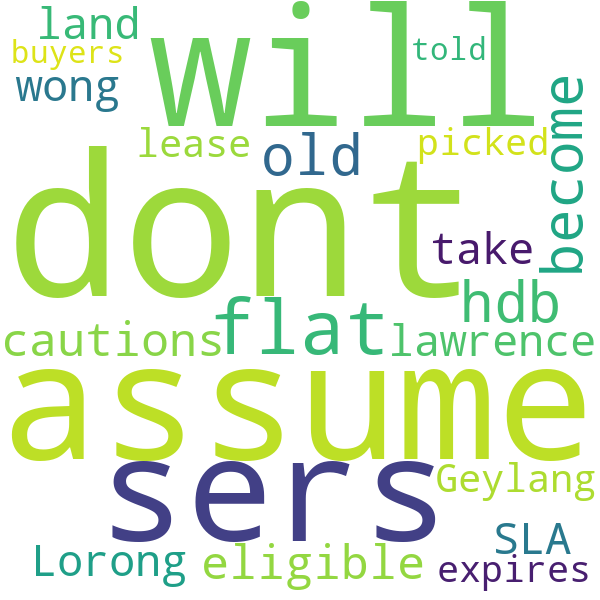 land
will
told
buyers
wong
become
lease
old
picked
dont
take
hdb
cautions
flat
lawrence
assume
sers
Geylang
SLA
Lorong
eligible
expires